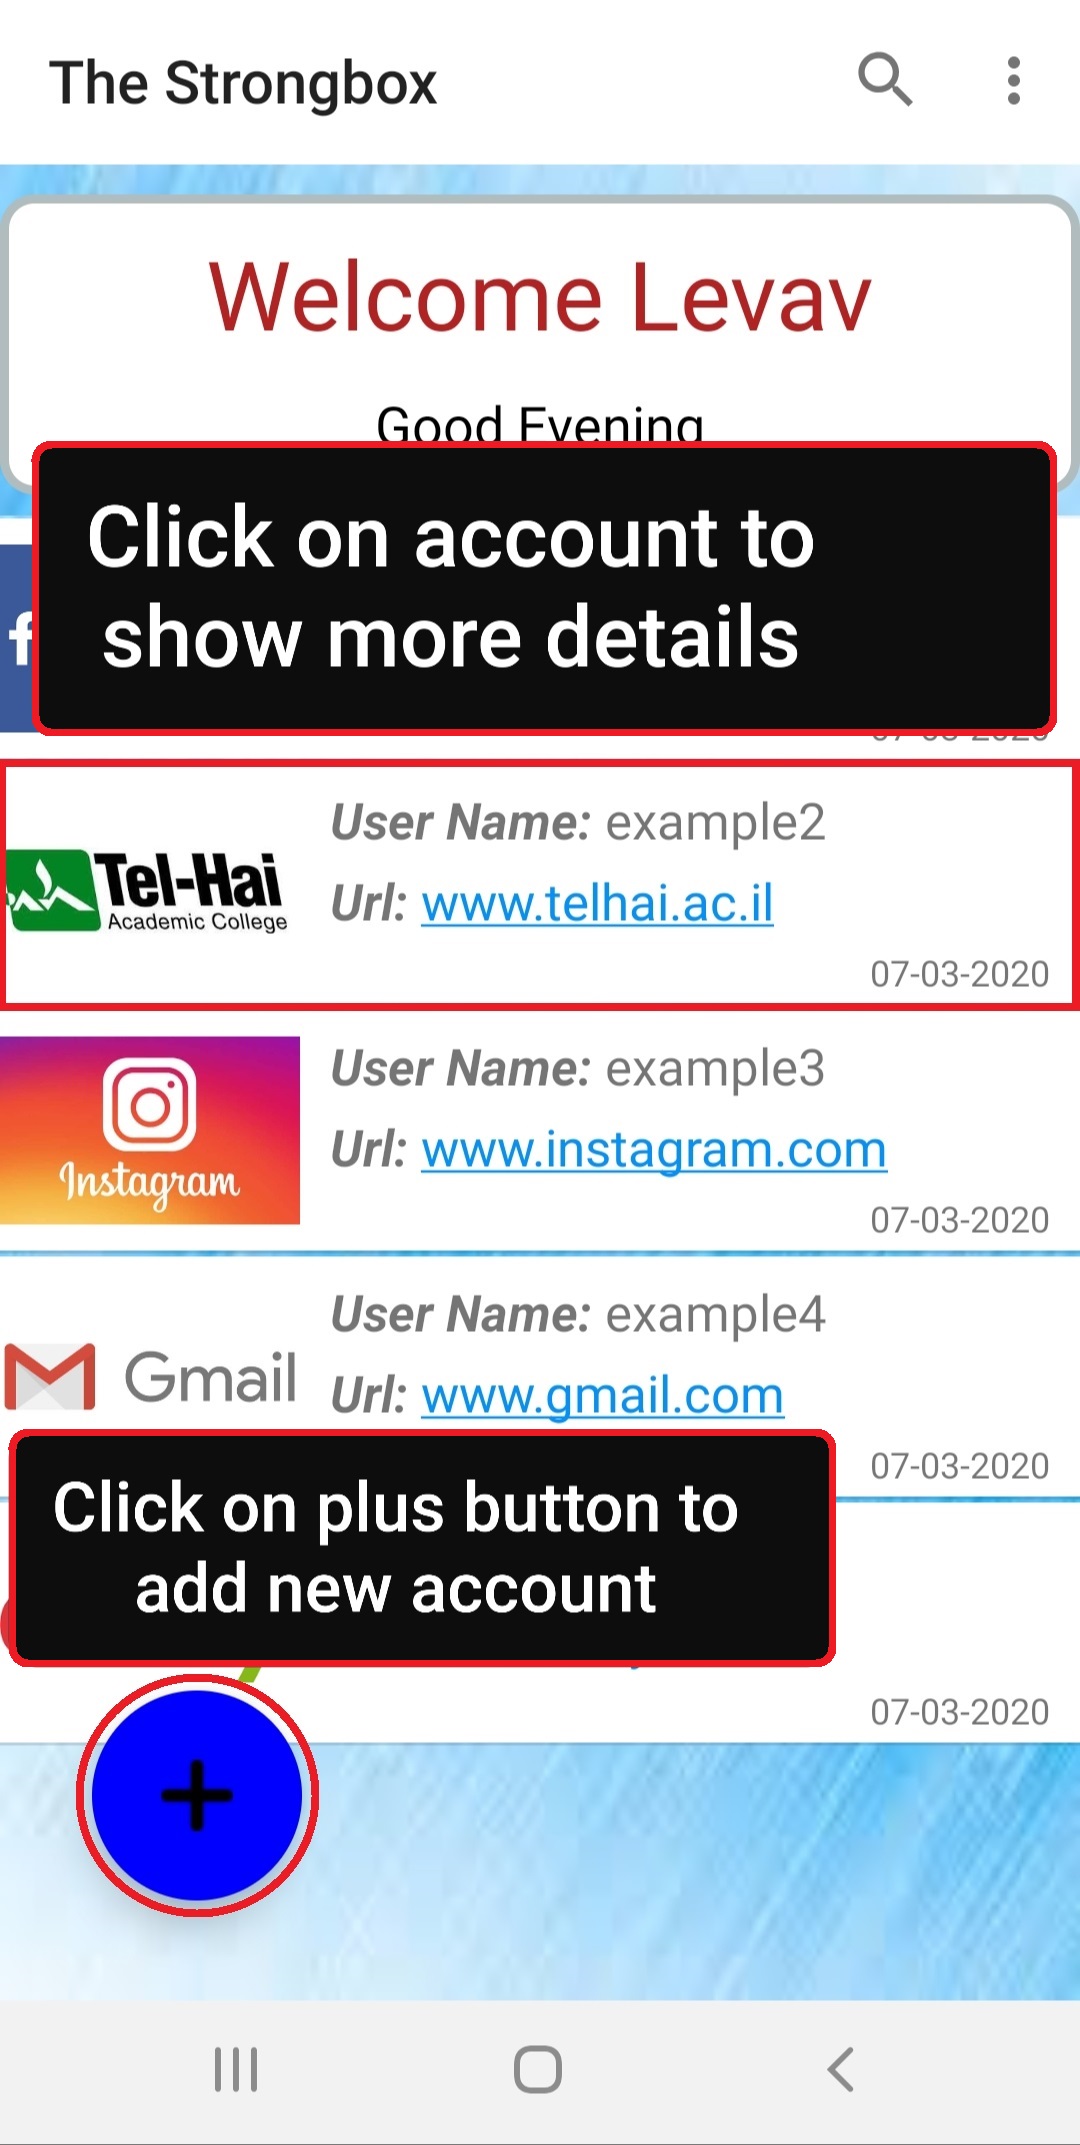 The Strongbox
Welcome Levav
Good Evening
Click on account to
show more details
f
07-03-2020
User Name: example2
Tel-Hai
Academic College
Url: www.telhai.ac.il
07-03-2020
User Name: example3
Instagram
Url: www.instagram.com
07-03-2020
User Name: example4
Gmail
Url: www.gmail.com
07-03-2020
Click on plus button to
add new account
07-03-2020